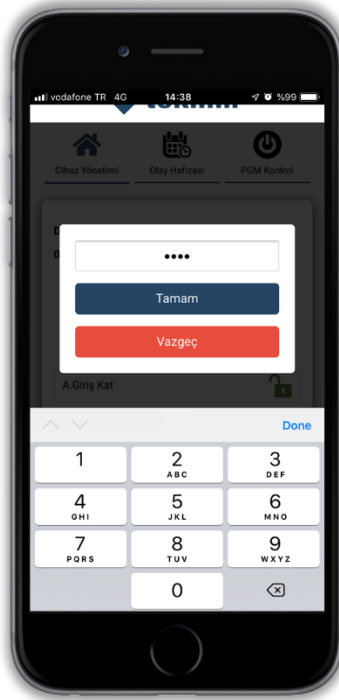 vodafone TR 4G 14:38 %99
Cihaz Yönetimi Olay Hafızası PGM Kontrol
••••
Tamam
Vazgeç
A.Giriş Kat
Done
1 2 3
ABC DEF
4 5 6
GHI JKL MNO
7 8 9
PQRS TUV WXYZ
0